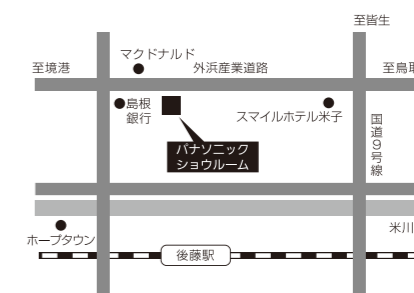 至皆生
マクドナルド
至境港
外浜産業道路
至鳥取
島根
銀行
スマイルホテル米子
国道9号線
パナソニック
ショウルーム
米川
ホープタウン
後藤駅